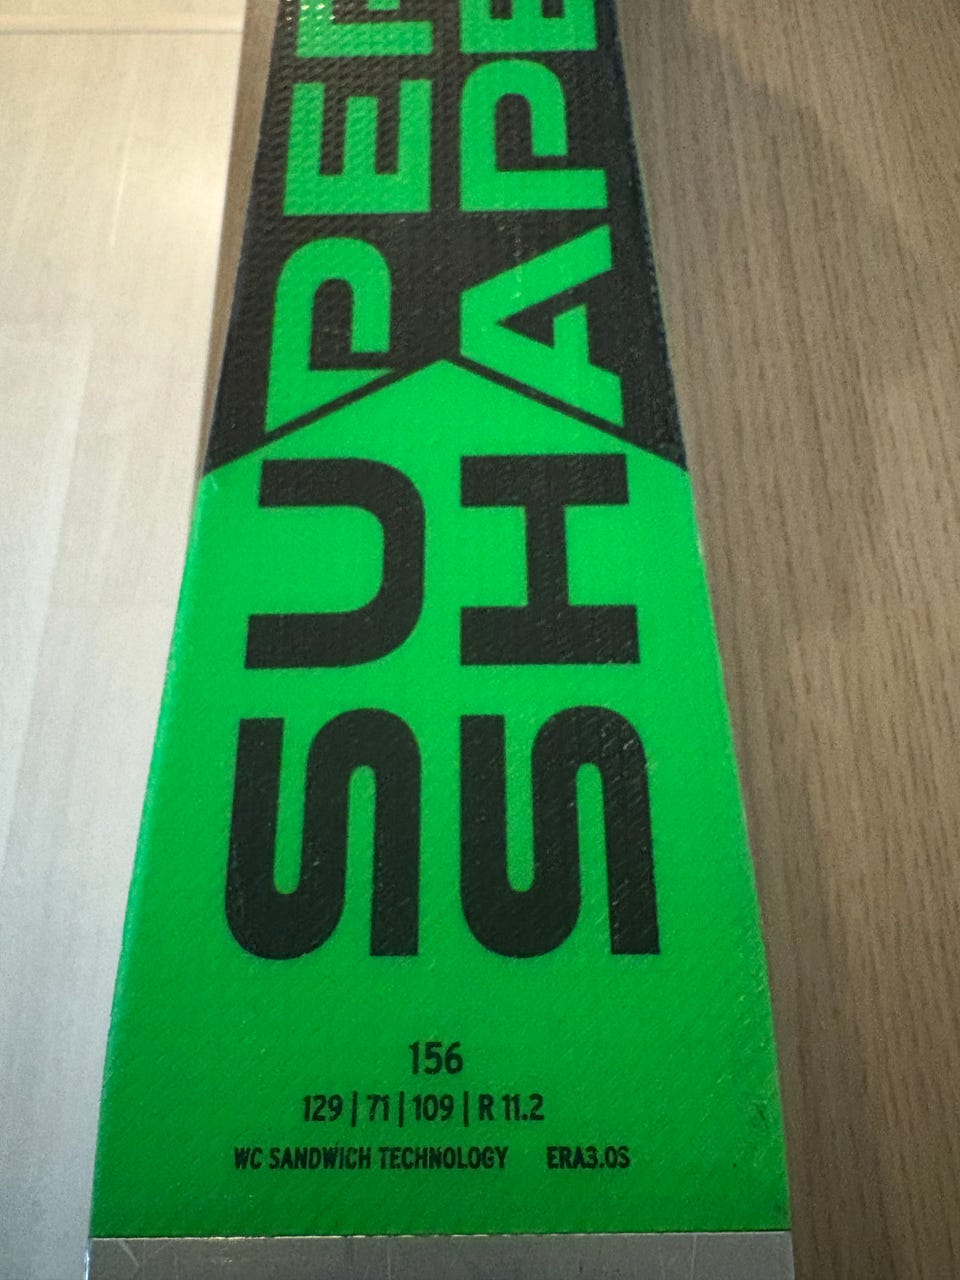 SUPER
SHAPE
156
129 | 71 | 109 | R 11.2
WC SANDWICH TECHNOLOGY ERA3.0S